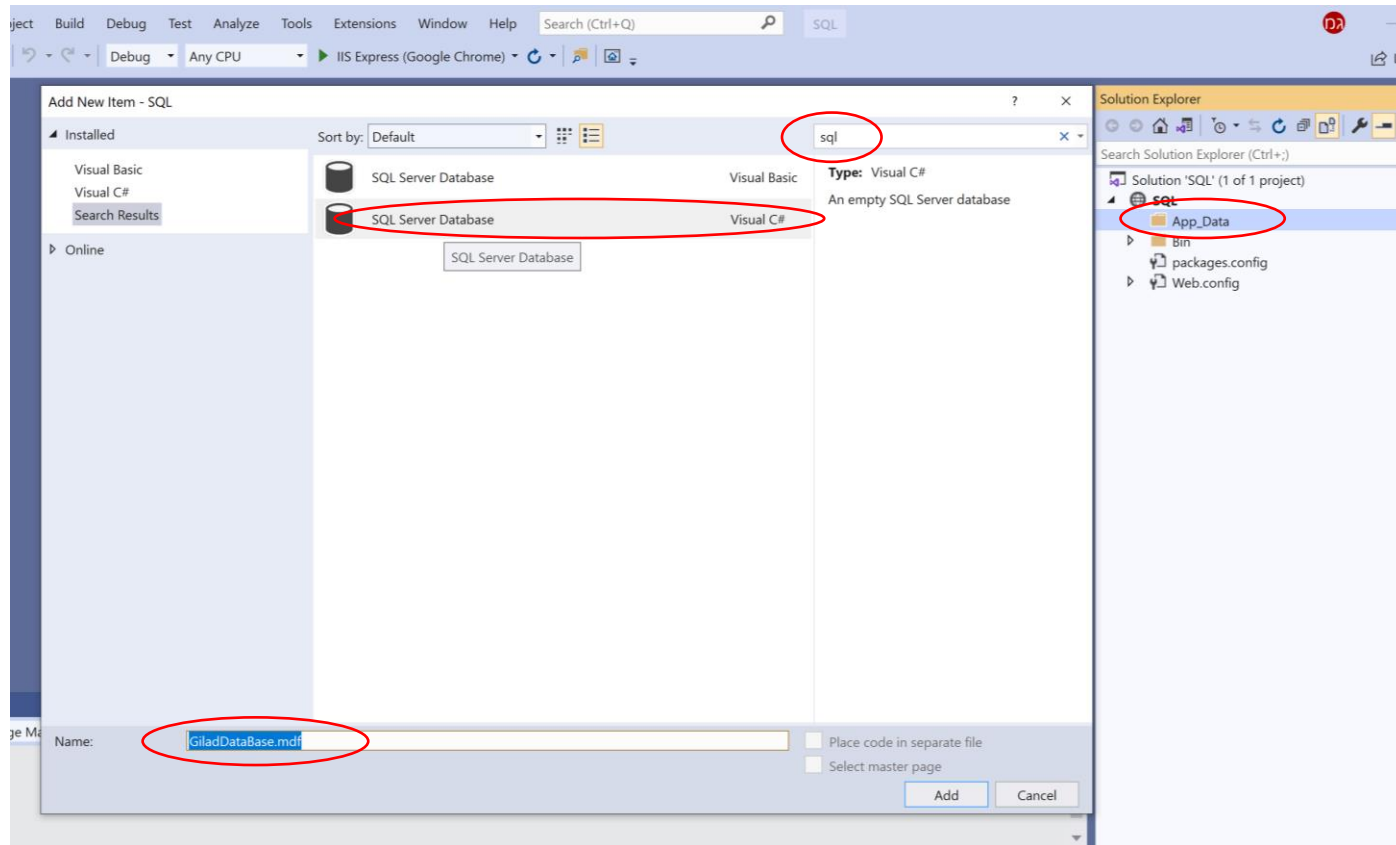 ject Build Debug Test Analyze Tools Extensions Window Help Search (Ctrl+Q) SQL גמ
Debug Any CPU IIS Express (Google Chrome)
Add New Item - SQL ? ×
Installed
Sort by: Default
sql
Visual Basic
Visual C#
Search Results
Online
SQL Server Database Visual Basic
SQL Server Database Visual C#
SQL Server Database
Type: Visual C#
An empty SQL Server database
Solution Explorer
Search Solution Explorer (Ctrl+;)
Solution 'SQL' (1 of 1 project)
SQL
App_Data
Bin
packages.config
Web.config
ge Ma
Name: GiladDataBase.mdf
Place code in separate file
Select master page
Add Cancel